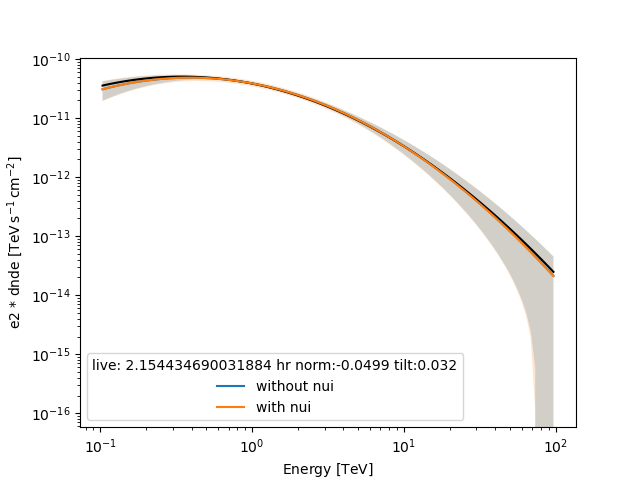 10⁻¹⁰
10⁻¹¹
10⁻¹²
10⁻¹³
10⁻¹⁴
10⁻¹⁵
10⁻¹⁶
e2 * dnde [TeV s⁻¹ cm⁻²]
live: 2.154434690031884 hr norm:-0.0499 tilt:0.032
without nui
with nui
10⁻¹ 10⁰ 10¹ 10²
Energy [TeV]